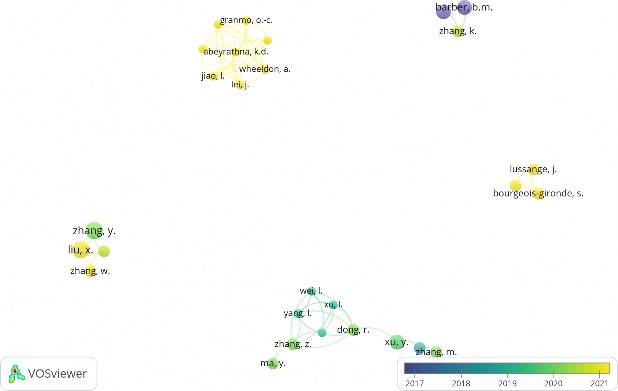 barber, b.m.
granmo, o.-c.
zhang, k.
abeyrathna, k.d.
wheeldon, a.
jiao, l.
lei, j.
lussange, j.
bourgeois-gironde, s.
zhang, y.
liu, x.
zhang, w.
wei, l.
xu, l.
yang, l.
dong, r.
zhang, z.
xu, y.
zhang, m.
ma, y.
VOSviewer
2017 2018 2019 2020 2021